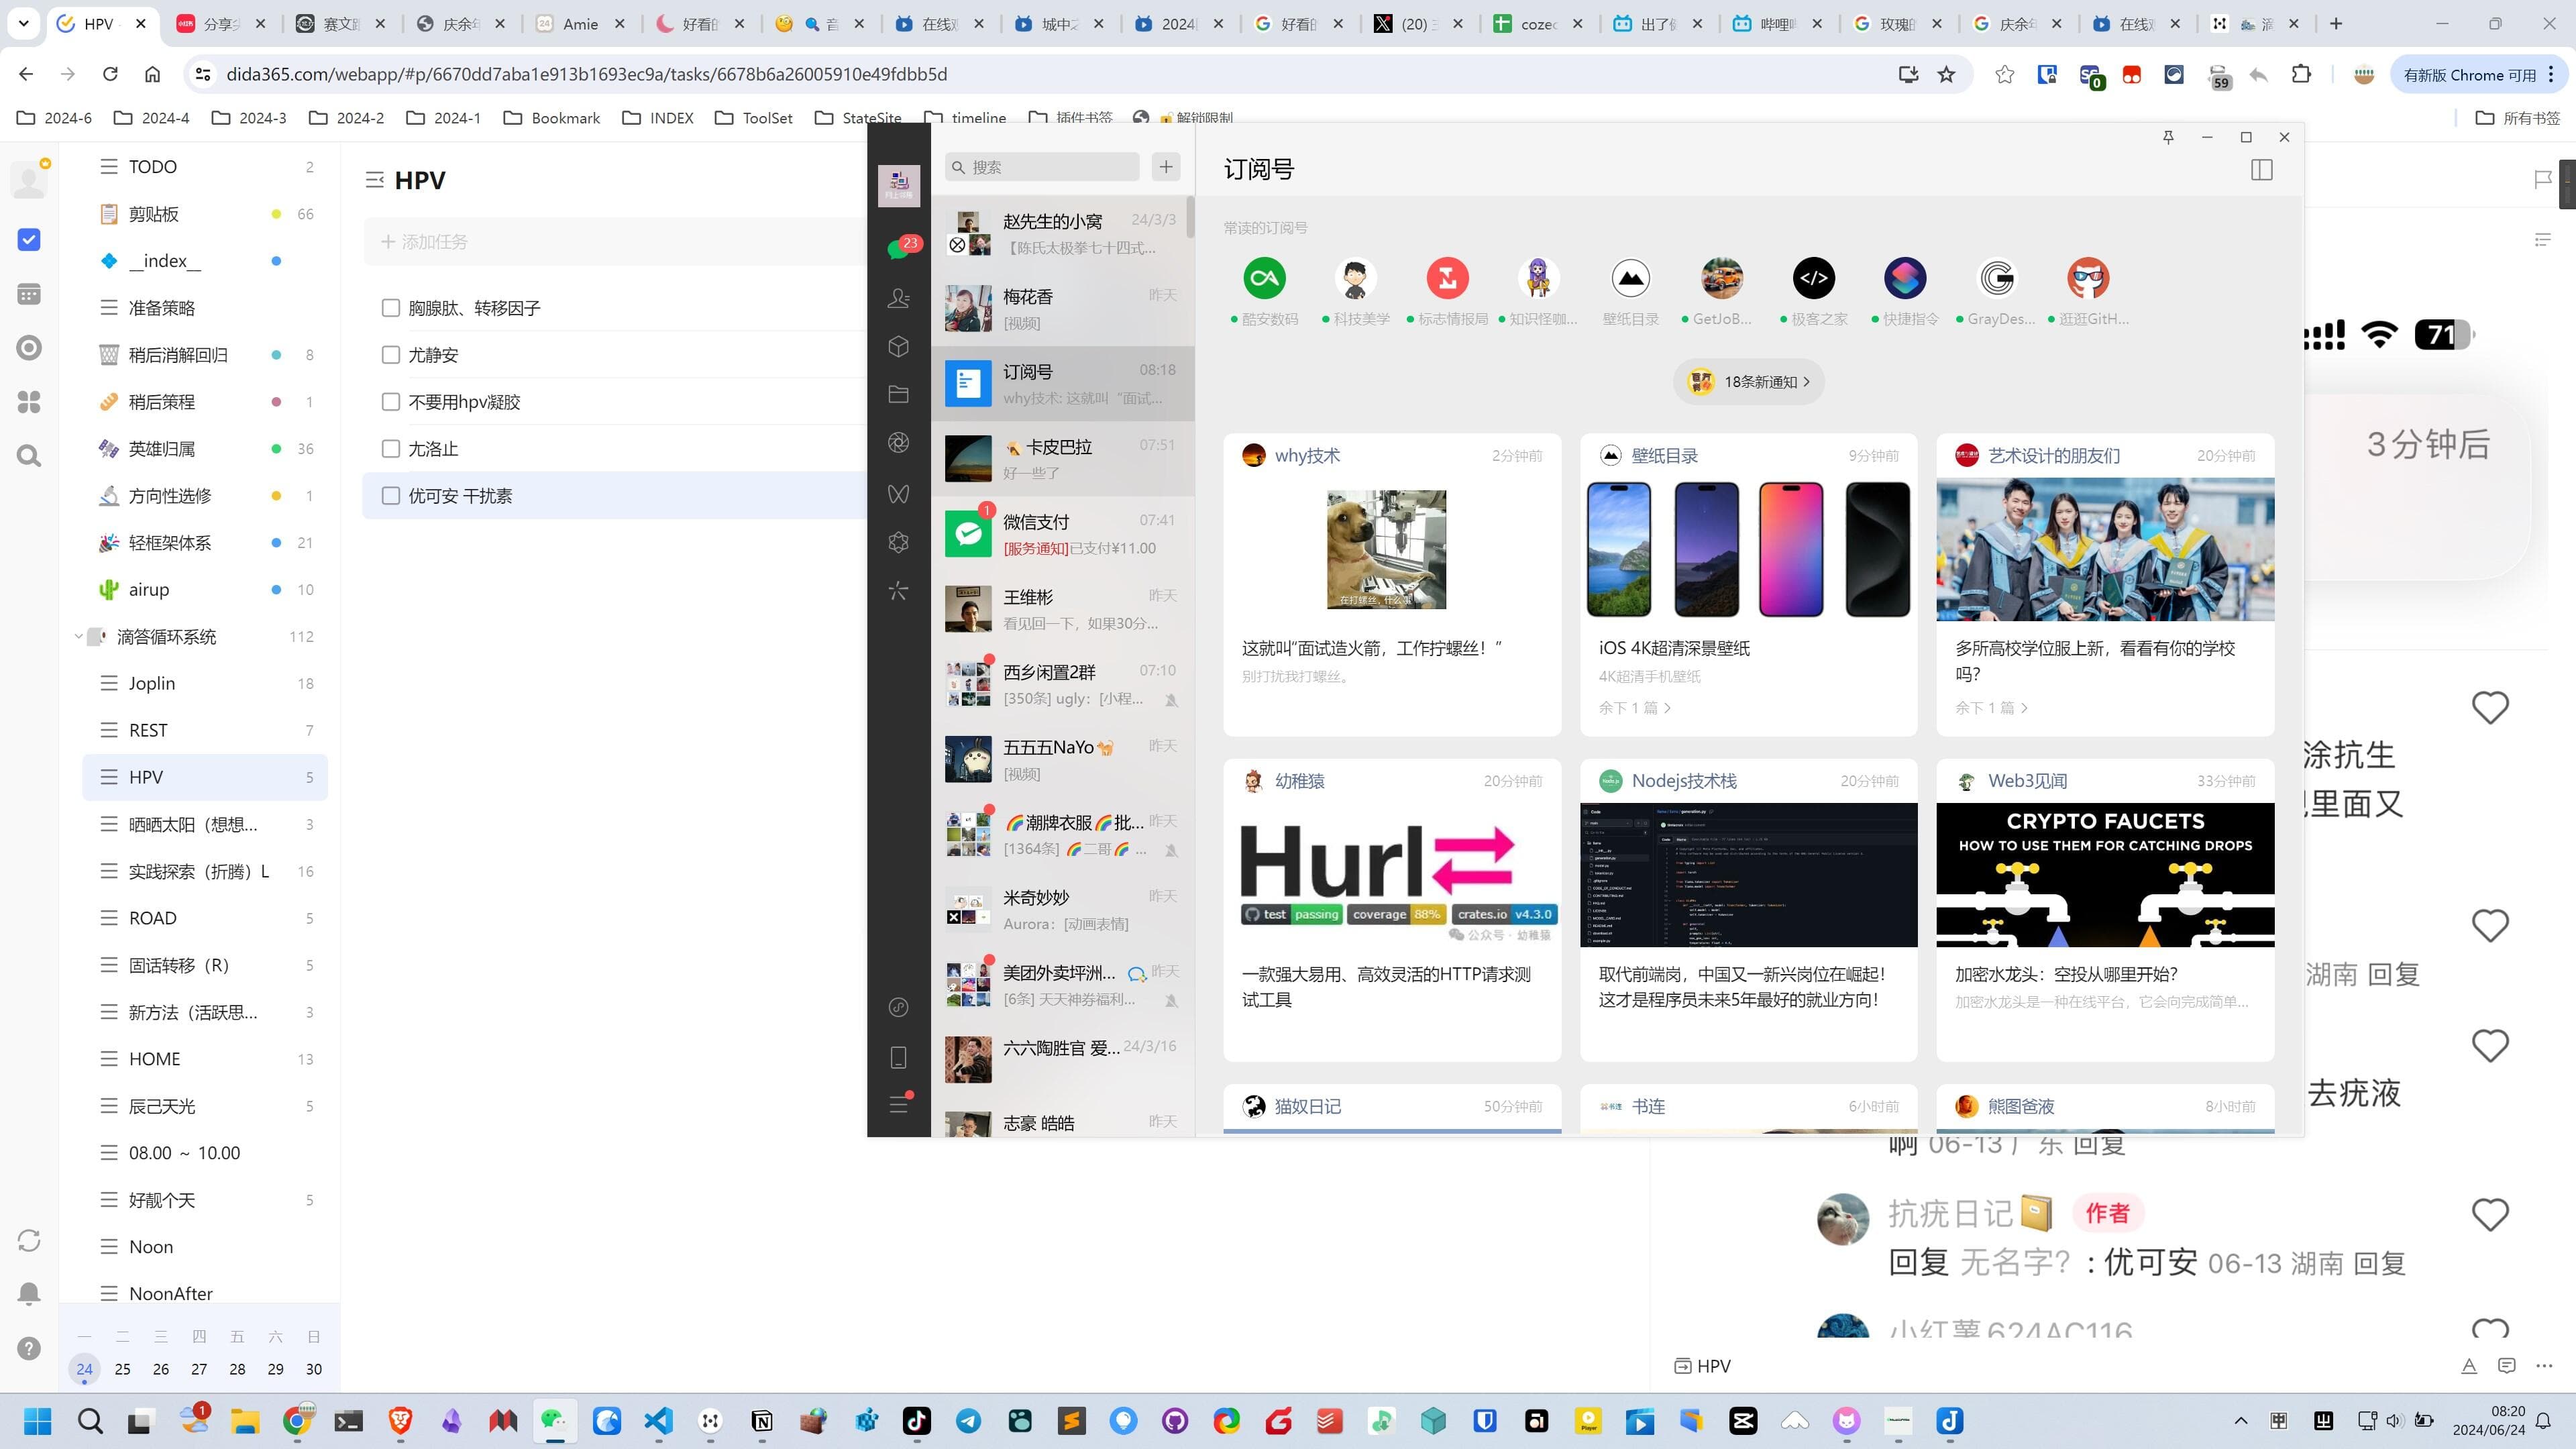 HPV
分享
赛文
庆余年
Amie
好看的
音
在线
城中之
2024
好看的
(20)
cozec
出了
哔哩
玫瑰的
庆余年
在线
滴
dida365.com/webapp/#p/6670dd7aba1e913b1693ec9a/tasks/6678b6a26005910e49fdbb5d
0
59
有新版 Chrome 可用
2024-6
2024-4
2024-3
2024-2
2024-1
Bookmark
INDEX
ToolSet
StateSite
timeline
插件书签
解锁限制
所有书签
TODO 2
剪贴板 66
__index__
准备策略
稍后消解回归 8
稍后策程 1
英雄归属 36
方向性选修 1
轻框架体系 21
airup 10
滴答循环系统 112
Joplin 18
REST 7
HPV 5
晒晒太阳（想想... 3
实践探索（折腾）L 16
ROAD 5
固话转移（R） 5
新方法（活跃思... 3
HOME 13
辰己天光 5
08.00 ~ 10.00
好靓个天 5
Noon
NoonAfter
一 二 三 四 五 六 日
24 25 26 27 28 29 30
HPV
添加任务
胸腺肽、转移因子
尤静安
不要用hpv凝胶
尤洛止
优可安 干扰素
23
搜索
赵先生的小窝 24/3/3
【陈氏太极拳七十四式...
梅花香 昨天
[视频]
订阅号 08:18
why技术: 这就叫“面试...
卡皮巴拉 07:51
好一些了
1
微信支付 07:41
[服务通知]已支付¥11.00
王维彬 昨天
看见回一下，如果30分...
西乡闲置2群 07:10
[350条] ugly：[小程...
五五五NaYo 昨天
[视频]
潮牌衣服🌈批... 昨天
[1364条] 🌈二哥🌈 ...
米奇妙妙 昨天
Aurora：[动画表情]
美团外卖坪洲... 昨天
[6条] 天天神券福利...
六六陶胜官 爱... 24/3/16
志豪 皓皓 昨天
订阅号
常读的订阅号
酷安数码
科技美学
标志情报局
知识怪咖...
壁纸目录
GetJoB...
极客之家
快捷指令
GrayDes...
逛逛GitH...
18条新通知
why技术 2分钟前
在打螺丝，什么事
这就叫“面试造火箭，工作拧螺丝！”
别打扰我打螺丝。
壁纸目录 9分钟前
iOS 4K超清深景壁纸
4K超清手机壁纸
余下 1 篇
艺术设计的朋友们 20分钟前
多所高校学位服上新，看看有你的学校
吗？
余下 1 篇
幼稚猿 20分钟前
Hurl
test passing coverage 88% crates.io v4.3.0
公众号 · 幼稚猿
一款强大易用、高效灵活的HTTP请求测
试工具
Nodejs技术栈 20分钟前
取代前端岗，中国又一新兴岗位在崛起！
这才是程序员未来5年最好的就业方向！
Web3见闻 33分钟前
CRYPTO FAUCETS
HOW TO USE THEM FOR CATCHING DROPS
加密水龙头：空投从哪里开始？
加密水龙头是一种在线平台，它会向完成简单...
猫奴日记 50分钟前
书连 6小时前
熊图爸液 8小时前
71
3分钟后
涂抗生
里面又
湖南 回复
去疣液
啊 06-13 广东 回复
抗疣日记 作者
回复 无名字？: 优可安 06-13 湖南 回复
小红薯624AC116
HPV
1
08:20
2024/06/24